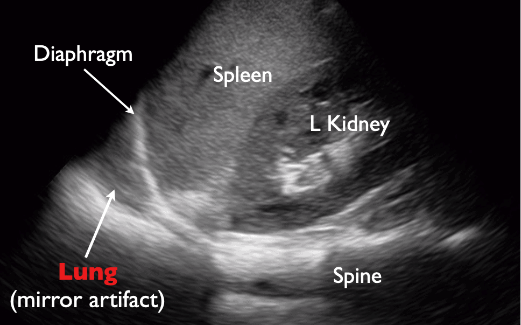 Diaphragm
Spleen
L Kidney
Lung
(mirror artifact)
Spine